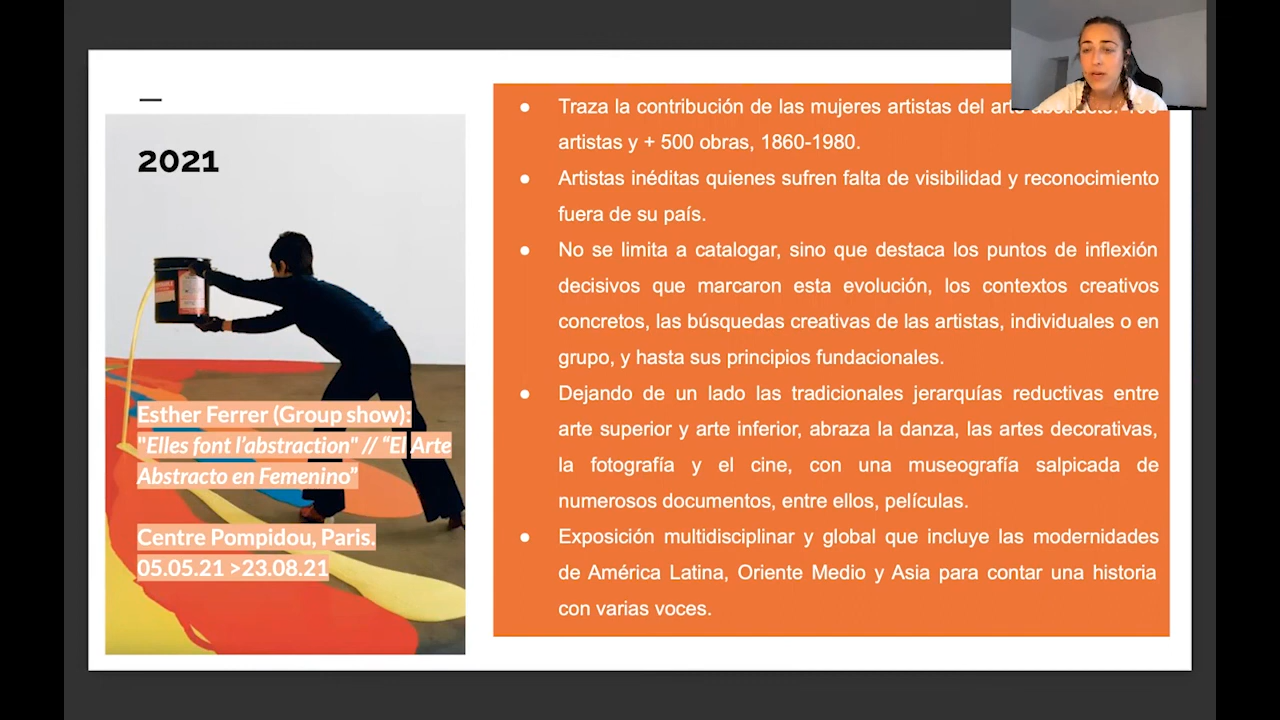 2021
Esther Ferrer (Group show):
"Elles font l’abstraction" // “El Arte
Abstracto en Femenino”
Centre Pompidou, Paris.
05.05.21 >23.08.21
● Traza la contribución de las mujeres artistas del arte
artistas y + 500 obras, 1860-1980.
● Artistas inéditas quienes sufren falta de visibilidad y reconocimiento
fuera de su país.
● No se limita a catalogar, sino que destaca los puntos de inflexión
decisivos que marcaron esta evolución, los contextos creativos
concretos, las búsquedas creativas de las artistas, individuales o en
grupo, y hasta sus principios fundacionales.
● Dejando de un lado las tradicionales jerarquías reductivas entre
arte superior y arte inferior, abraza la danza, las artes decorativas,
la fotografía y el cine, con una museografía salpicada de
numerosos documentos, entre ellos, películas.
● Exposición multidisciplinar y global que incluye las modernidades
de América Latina, Oriente Medio y Asia para contar una historia
con varias voces.